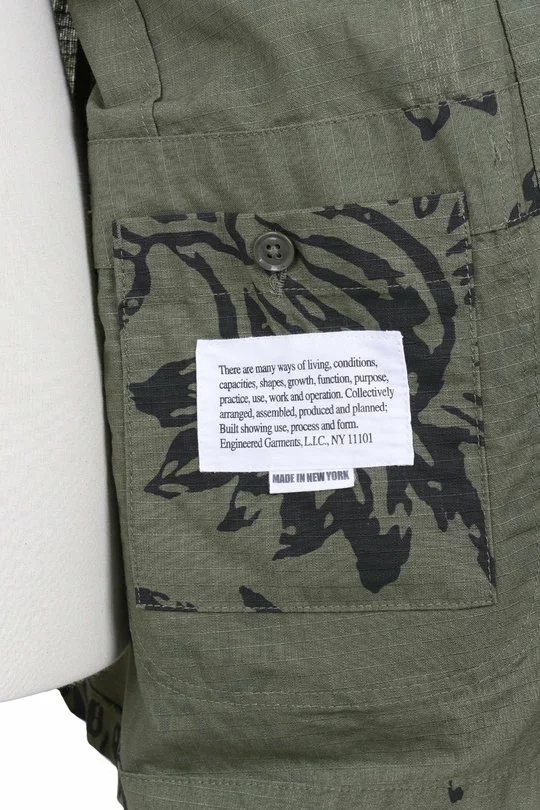 There are many ways of living, conditions,
capacities, shapes, growth, function, purpose,
practice, use, work and operation. Collectively
arranged, assembled, produced and planned;
Built showing use, process and form.
Engineered Garments, L.I.C., NY 11101
MADE IN NEW YORK